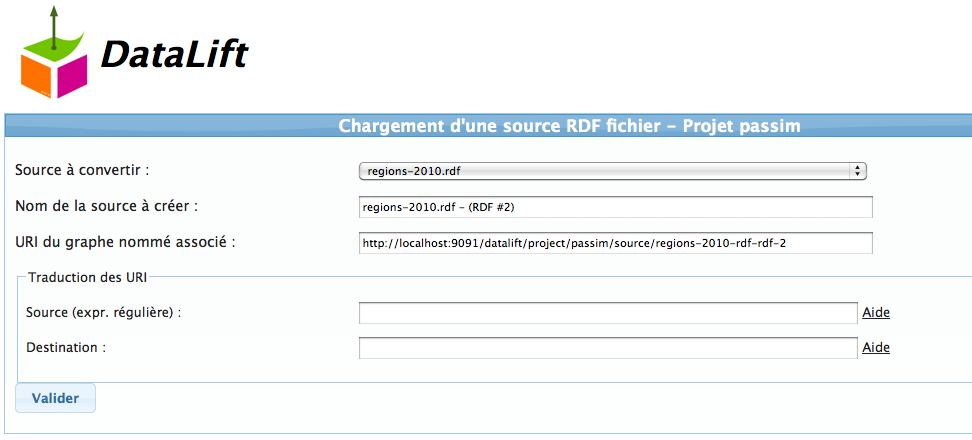 DataLift
Chargement d'une source RDF fichier – Projet passim
Source à convertir : regions-2010.rdf
Nom de la source à créer : regions-2010.rdf - (RDF #2)
URI du graphe nommé associé : http://localhost:9091/datalift/project/passim/source/regions-2010-rdf-rdf-2
Traduction des URI
Source (expr. régulière) : Aide
Destination : Aide
Valider